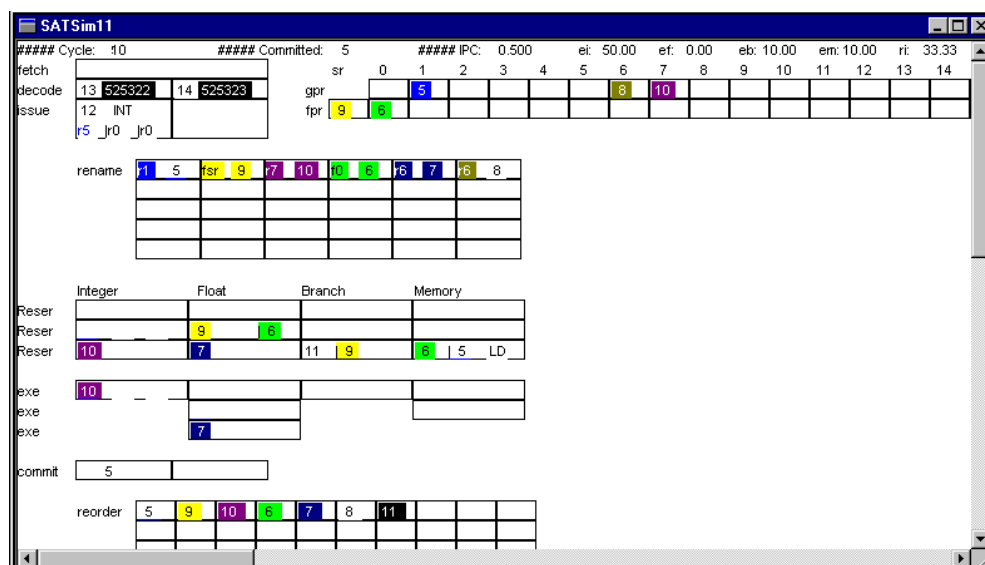 SATSim11
##### Cycle: 10 ##### Committed: 5 ##### IPC: 0.500 ei: 50.00 ef: 0.00 eb: 10.00 em: 10.00 ri: 33.33
fetch sr 0 1 2 3 4 5 6 7 8 9 10 11 12 13 14
decode 13 525322 14 525323 gpr 5 8 10
issue 12 INT fpr 9 6
r5 _|r0 _|r0 _
rename r1 5 fsr 9 r7 10 f0 6 r6 7 r6 8
Integer Float Branch Memory
Reser
Reser 9 6
Reser 10 7 11 |9 6 | 5 LD
exe 10
exe
exe 7
commit 5
reorder 5 9 10 6 7 8 11